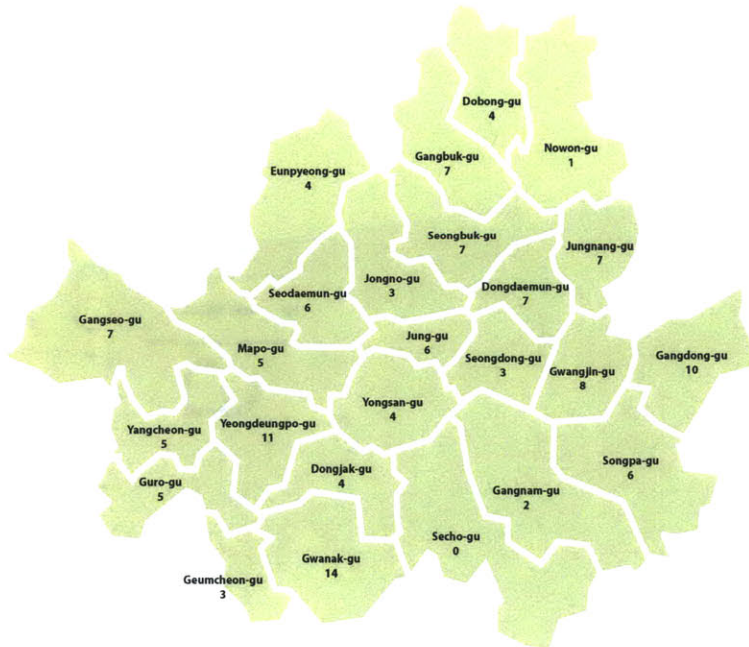 Dobong-gu
4
Nowon-gu
1
Gangbuk-gu
7
Eunpyeong-gu
4
Seongbuk-gu
7
Jungnang-gu
7
Jongno-gu
3
Dongdaemun-gu
7
Seodaemun-gu
6
Gangseo-gu
7
Jung-gu
6
Mapo-gu
5
Seongdong-gu
3
Gwangjin-gu
8
Gangdong-gu
10
Yongsan-gu
4
Yangcheon-gu
5
Yeongdeungpo-gu
11
Songpa-gu
6
Dongjak-gu
4
Guro-gu
5
Gangnam-gu
2
Secho-gu
0
Gwanak-gu
14
Geumcheon-gu
3